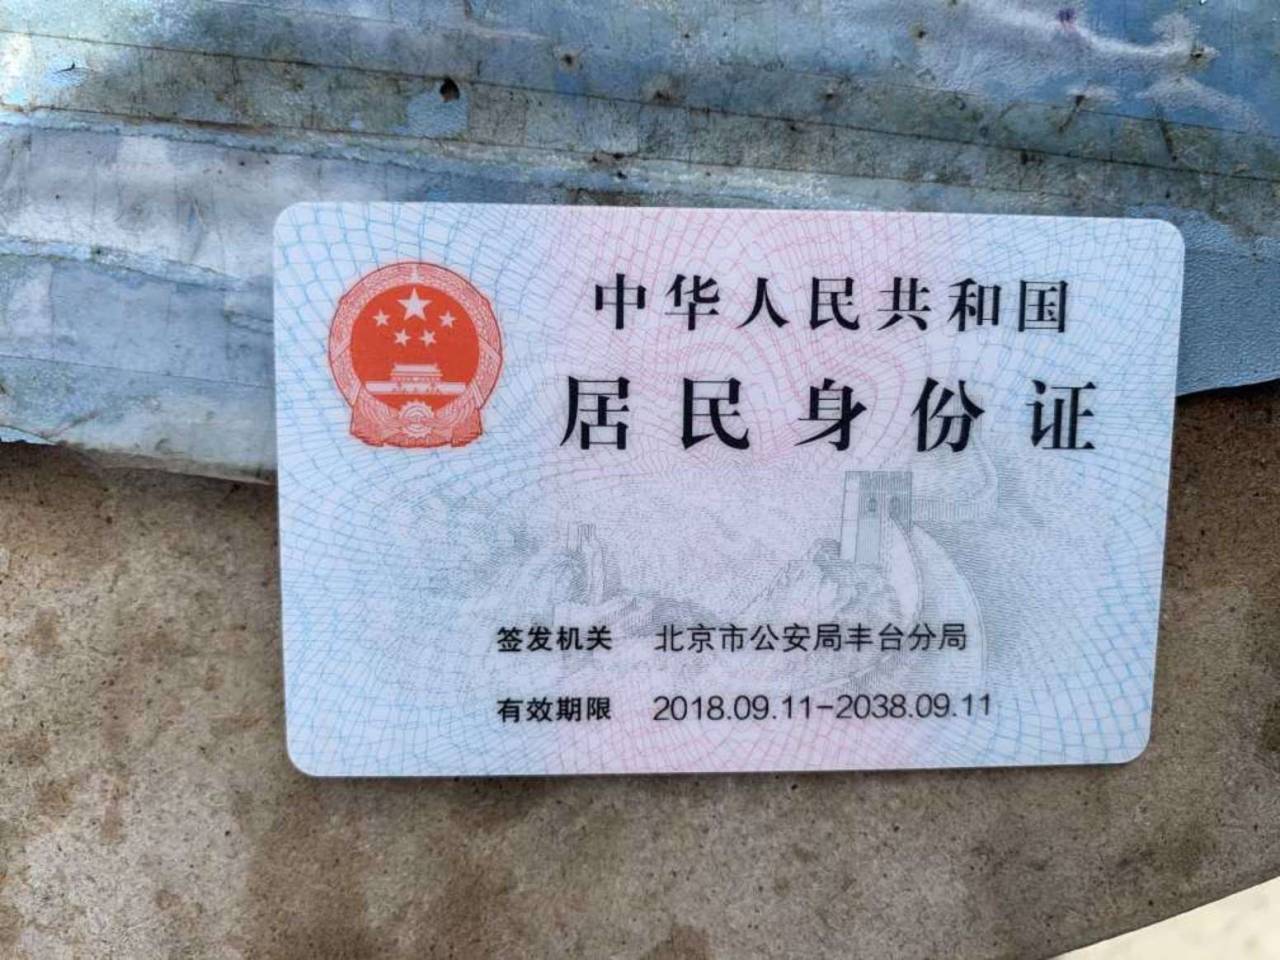 中华人民共和国
居民身份证
签发机关 北京市公安局丰台分局
有效期限 2018.09.11-2038.09.11